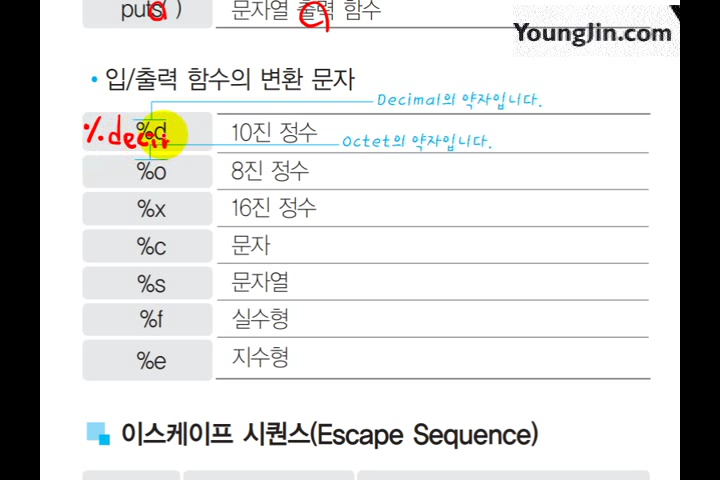 puts( ) 문자열 출력 함수
YoungJin.com
• 입/출력 함수의 변환 문자
Decimal의 약자입니다.
%d 10진 정수
%.deci
Octet의 약자입니다.
%o 8진 정수
%x 16진 정수
%c 문자
%s 문자열
%f 실수형
%e 지수형
이스케이프 시퀀스(Escape Sequence)